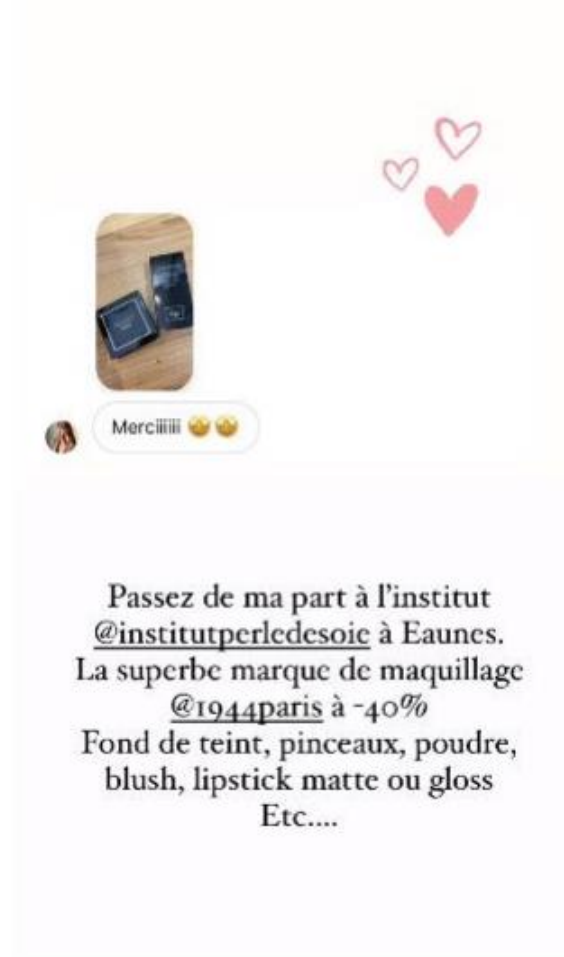 Merciiiiii 🤩🤩
Passez de ma part à l'institut
@institutperledesoie à Eaunes.
La superbe marque de maquillage
@1944paris à -40%
Fond de teint, pinceaux, poudre,
blush, lipstick matte ou gloss
Etc....